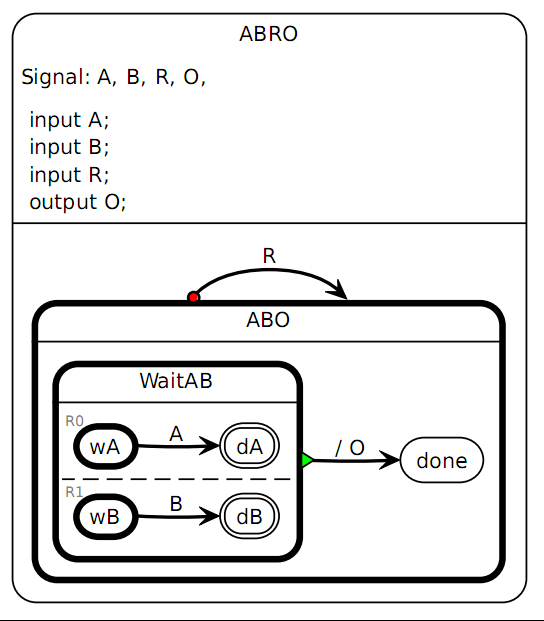 ABRO
Signal: A, B, R, O,
input A;
input B;
input R;
output O;
R
ABO
WaitAB
R0
wA
A
dA
/ O
done
R1
wB
B
dB